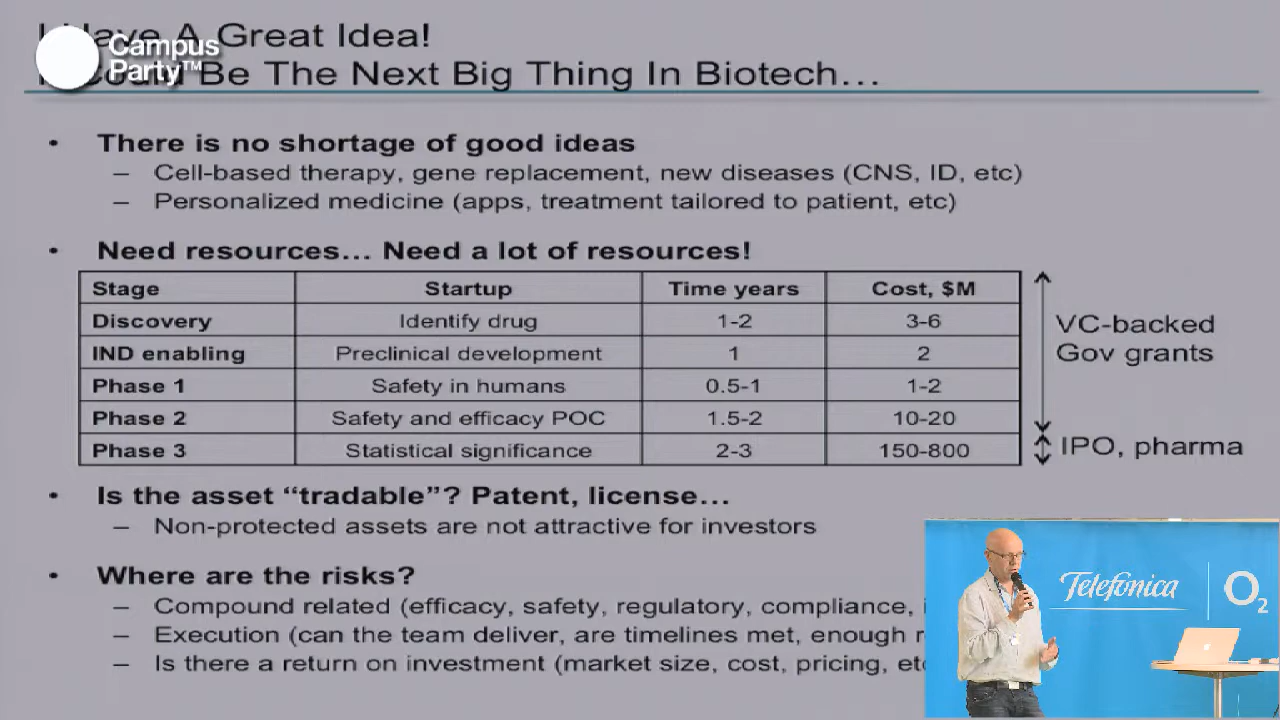 I Have A Great Idea!
Campus
Party™
Be The Next Big Thing In Biotech…
• There is no shortage of good ideas
– Cell-based therapy, gene replacement, new diseases (CNS, ID, etc)
– Personalized medicine (apps, treatment tailored to patient, etc)
• Need resources… Need a lot of resources!
Stage Startup Time years Cost, $M
Discovery Identify drug 1-2 3-6
IND enabling Preclinical development 1 2
Phase 1 Safety in humans 0.5-1 1-2
Phase 2 Safety and efficacy POC 1.5-2 10-20
Phase 3 Statistical significance 2-3 150-800
VC-backed
Gov grants
IPO, pharma
• Is the asset “tradable”? Patent, license…
– Non-protected assets are not attractive for investors
• Where are the risks?
– Compound related (efficacy, safety, regulatory, compliance,
– Execution (can the team deliver, are timelines met, enough
– Is there a return on investment (market size, cost, pricing,
Telefónica
O2